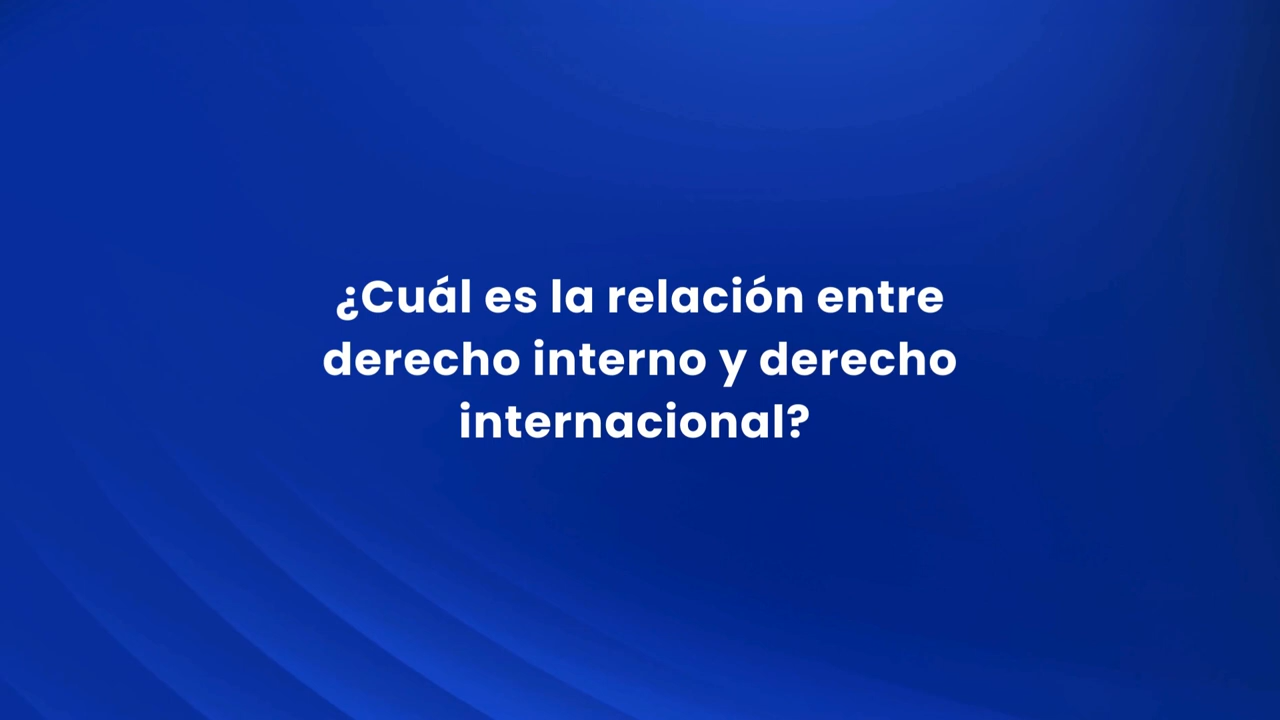 ¿Cuál es la relación entre
derecho interno y derecho
internacional?